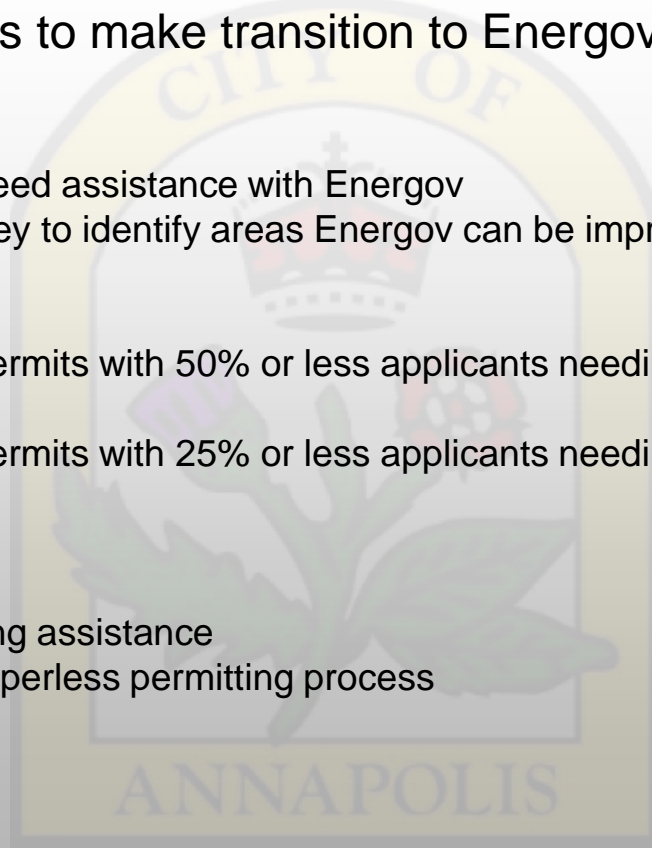 s to make transition to Energov
CITY OF
eed assistance with Energov
ey to identify areas Energov can be impr
ermits with 50% or less applicants needi
ermits with 25% or less applicants needi
ng assistance
perless permitting process
ANNAPOLIS